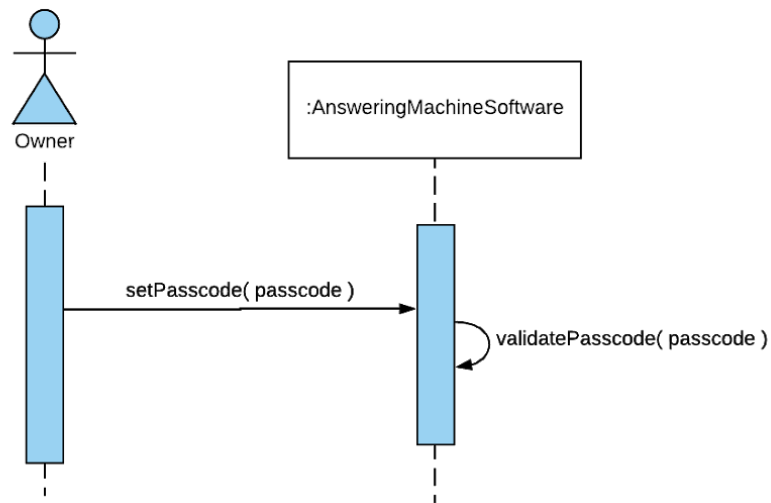 Owner
:AnsweringMachineSoftware
setPasscode( passcode )
validatePasscode( passcode )